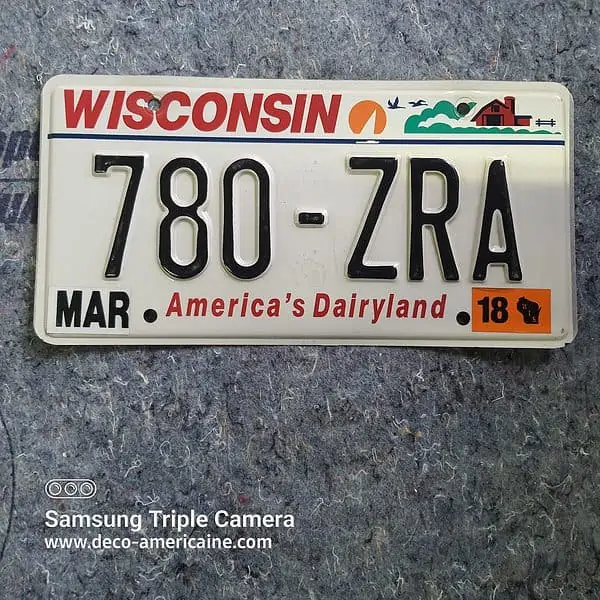 WISCONSIN
780-ZRA
MAR America's Dairyland 18
Samsung Triple Camera
www.deco-americaine.com